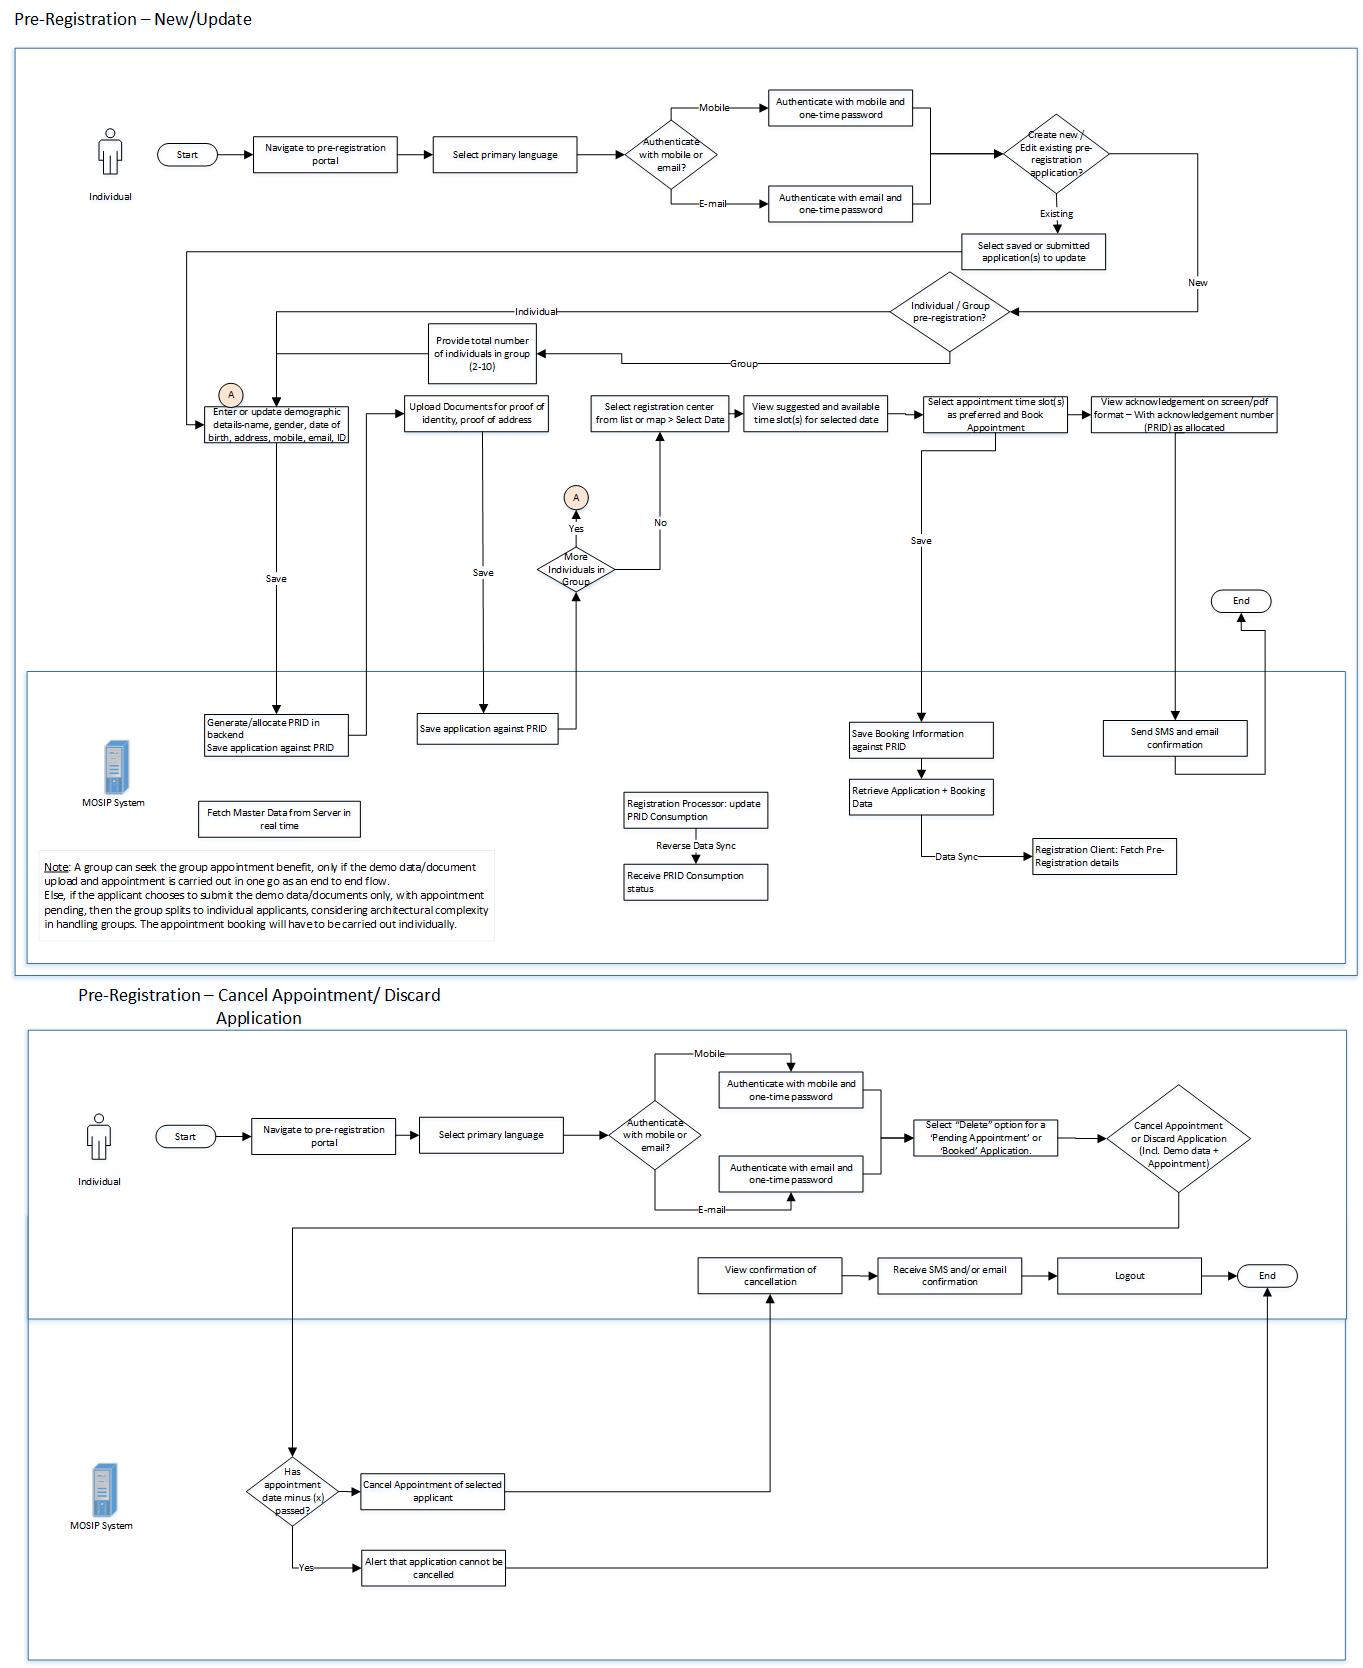 Pre-Registration – New/Update
Individual
Start
Navigate to pre-registration
portal
Select primary language
Authenticate
with mobile or
email?
Mobile
E-mail
Authenticate with mobile and
one-time password
Authenticate with email and
one-time password
Create new /
Edit existing pre-
registration
application?
Existing
Select saved or submitted
application(s) to update
New
Individual / Group
pre-registration?
Individual
Group
Provide total number
of individuals in group
(2-10)
A
Enter or update demographic
details-name, gender, date of
birth, address, mobile, email, ID
Upload Documents for proof of
identity, proof of address
Select registration center
from list or map > Select Date
View suggested and available
time slot(s) for selected date
Select appointment time slot(s)
as preferred and Book
Appointment
View acknowledgement on screen/pdf
format – With acknowledgement number
(PRID) as allocated
A
Yes
No
More
Individuals in
Group
Save
Save
Save
End
MOSIP System
Generate/allocate PRID in
backend
Save application against PRID
Save application against PRID
Save Booking Information
against PRID
Send SMS and email
confirmation
Retrieve Application + Booking
Data
Fetch Master Data from Server in
real time
Registration Processor: update
PRID Consumption
Reverse Data Sync
Receive PRID Consumption
status
Data Sync
Registration Client: Fetch Pre-
Registration details
Note: A group can seek the group appointment benefit, only if the demo data/document
upload and appointment is carried out in one go as an end to end flow.
Else, if the applicant chooses to submit the demo data/documents only, with appointment
pending, then the group splits to individual applicants, considering architectural complexity
in handling groups. The appointment booking will have to be carried out individually.
Pre-Registration – Cancel Appointment/ Discard
Application
Individual
Start
Navigate to pre-registration
portal
Select primary language
Authenticate
with mobile or
email?
Mobile
E-mail
Authenticate with mobile and
one-time password
Authenticate with email and
one-time password
Select “Delete” option for a
‘Pending Appointment’ or
‘Booked’ Application.
Cancel Appointment
or Discard Application
(Incl. Demo data +
Appointment)
View confirmation of
cancellation
Receive SMS and/or email
confirmation
Logout
End
MOSIP System
Has
appointment
date minus (x)
passed?
Cancel Appointment of selected
applicant
Yes
Alert that application cannot be
cancelled